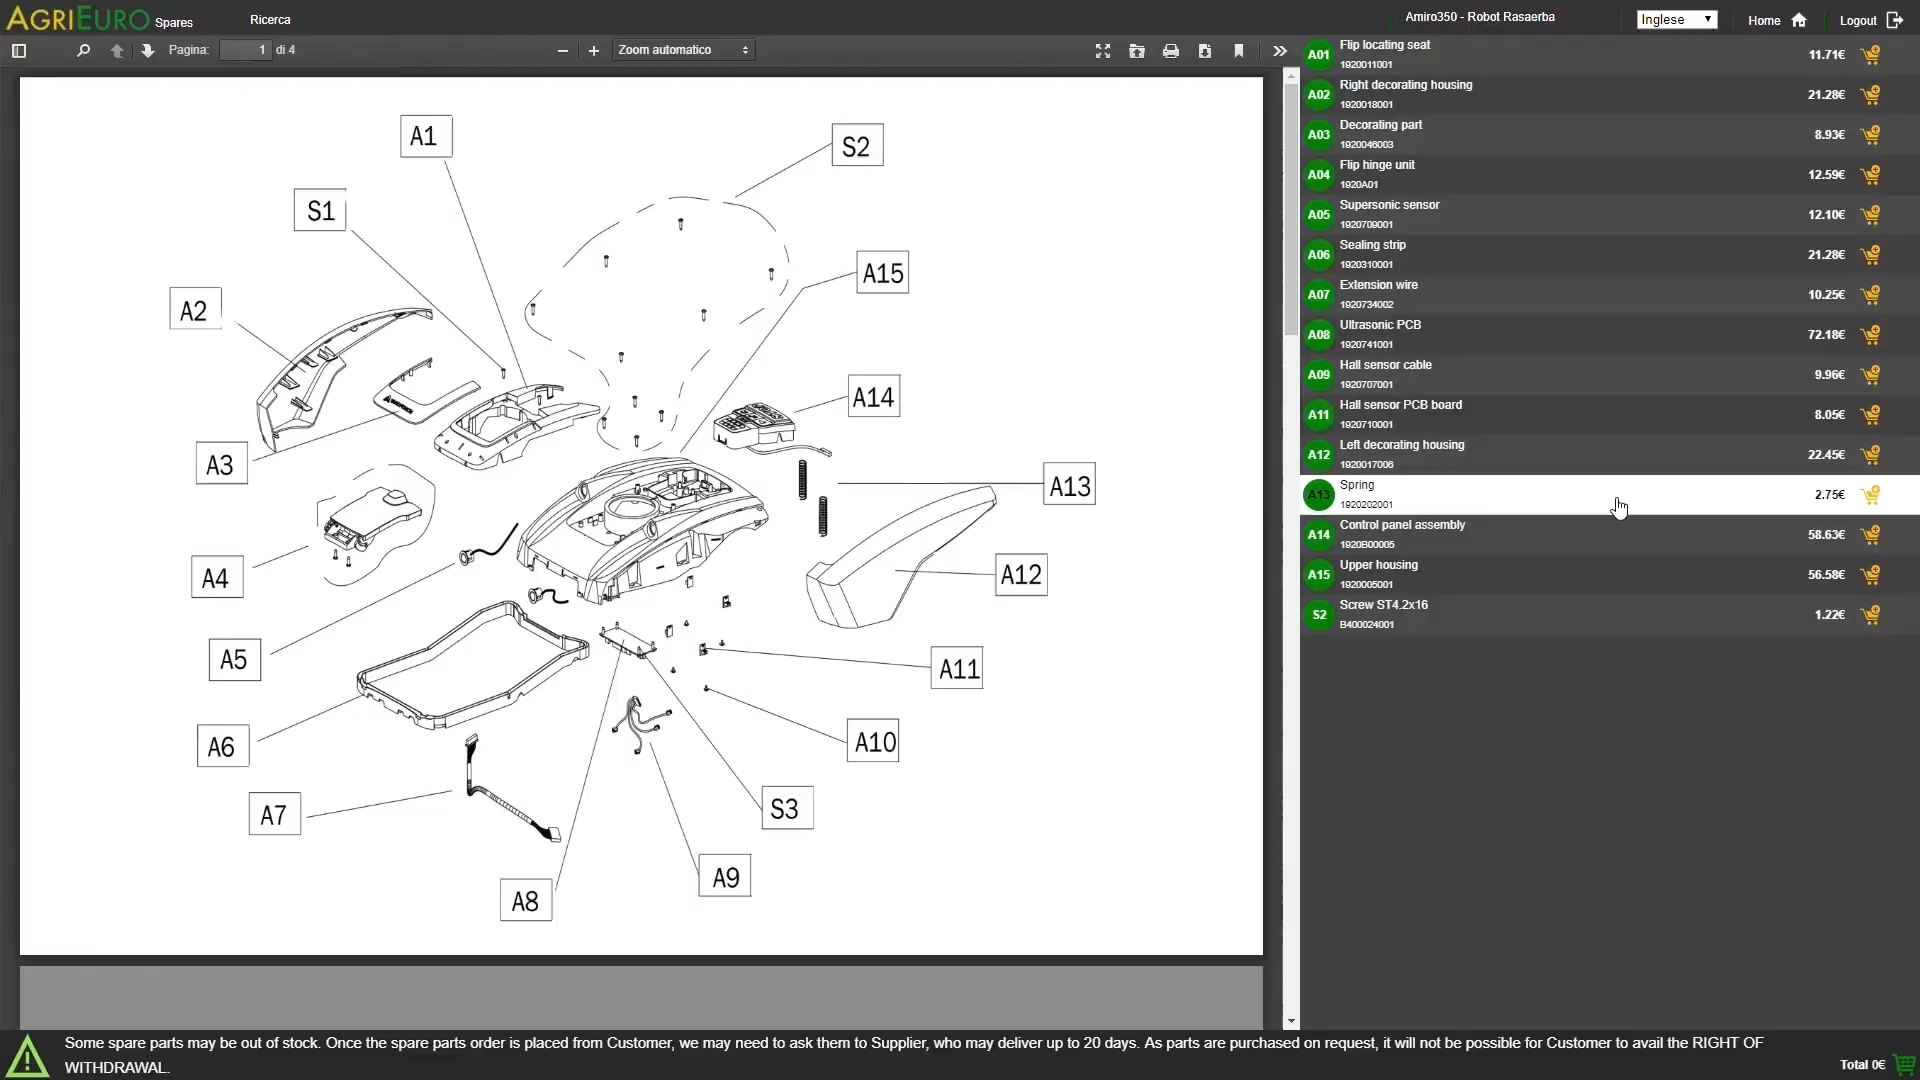 AGRIEURO Spares
Ricerca
Amiro350 - Robot Rasaerba
Inglese
Home
Logout
Pagina: 1 di 4
Zoom automatico
A1
S2
S1
A15
A2
A14
A3
A13
A4
A12
A5
A11
A6
A10
A7
S3
A9
A8
A01 Flip locating seat 11.71€
1920011001
A02 Right decorating housing 21.28€
1920018001
A03 Decorating part 8.93€
1920046003
A04 Flip hinge unit 12.59€
1920A01
A05 Supersonic sensor 12.10€
1920709001
A06 Sealing strip 21.28€
1920310001
A07 Extension wire 10.25€
1920734002
A08 Ultrasonic PCB 72.18€
1920741001
A09 Hall sensor cable 9.96€
1920707001
A11 Hall sensor PCB board 8.05€
1920710001
A12 Left decorating housing 22.45€
1920017006
A13 Spring 2.75€
1920202001
A14 Control panel assembly 58.63€
1920B00005
A15 Upper housing 56.58€
1920005001
S2 Screw ST4.2x16 1.22€
B400024001
Some spare parts may be out of stock. Once the spare parts order is placed from Customer, we may need to ask them to Supplier, who may deliver up to 20 days. As parts are purchased on request, it will not be possible for Customer to avail the RIGHT OF
WITHDRAWAL.
Total 0€